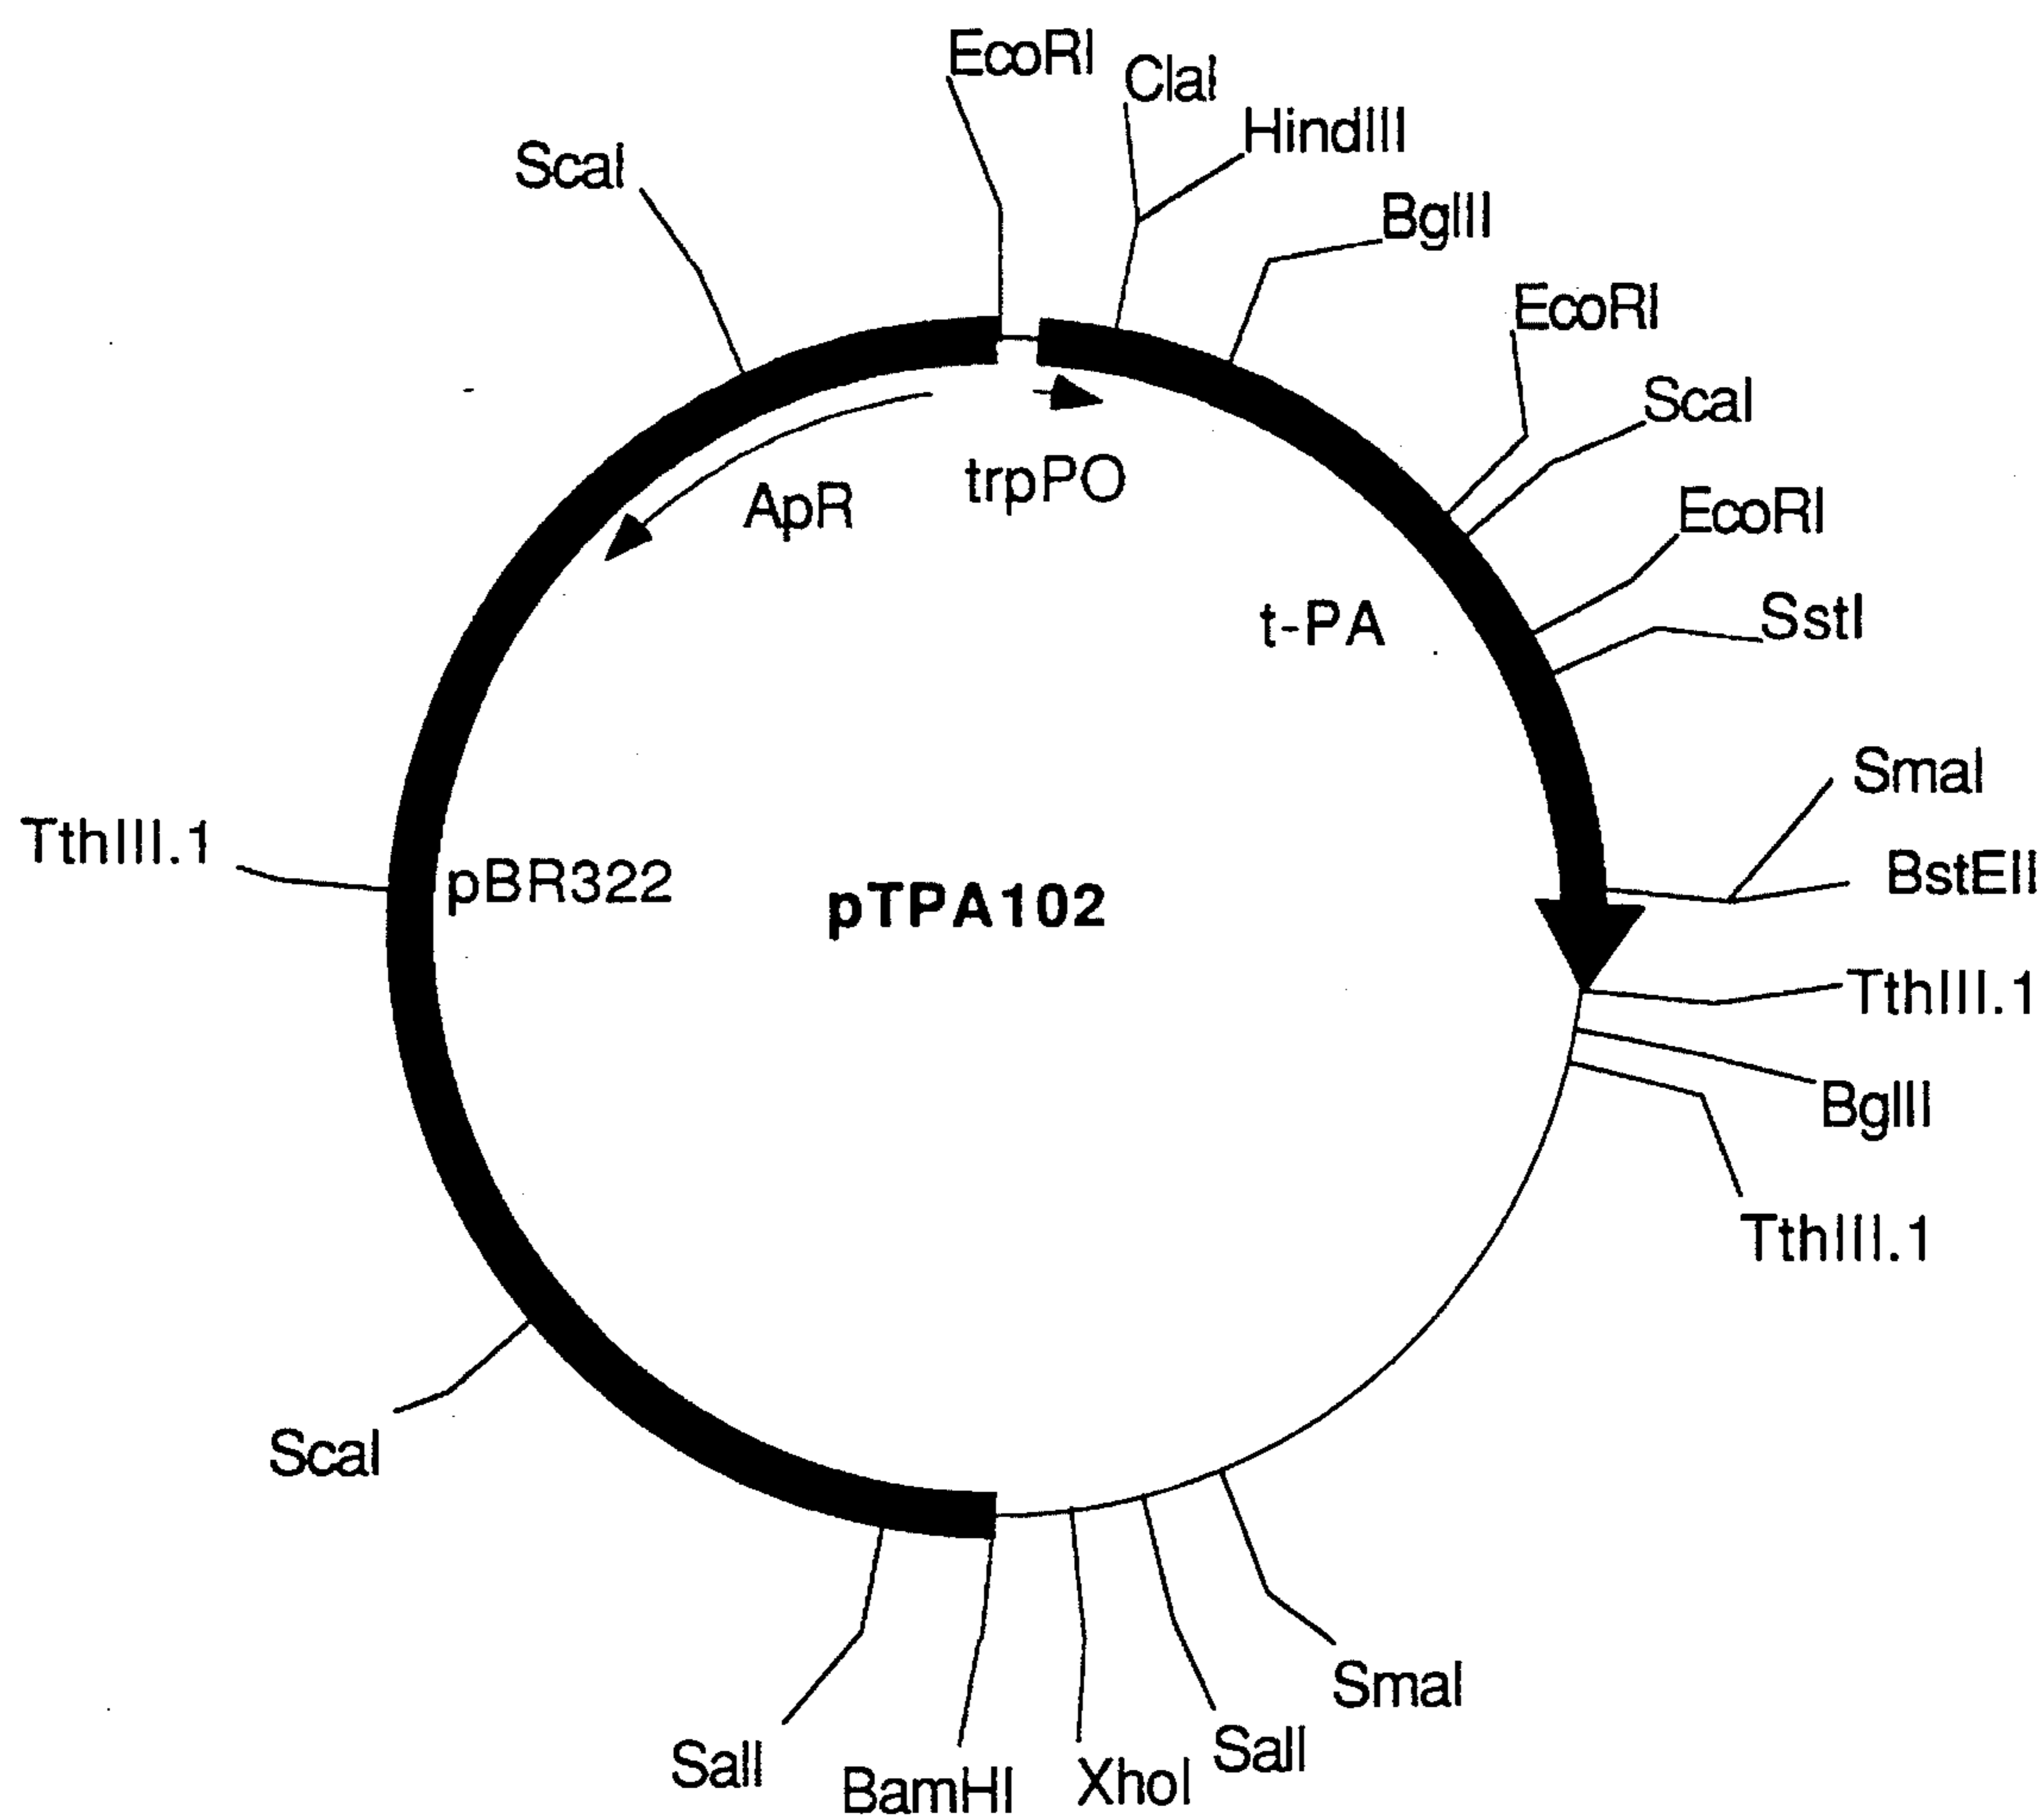 EcoRI
ClaI
HindIII
ScaI
BglII
EcoRI
ScaI
EcoRI
ApR
trpPO
t-PA
SstI
SmaI
TthIII.1
pBR322
pTPA102
BstEII
TthIII.1
BglII
TthIII.1
ScaI
SmaI
SalI
SalI
BamHI
XhoI